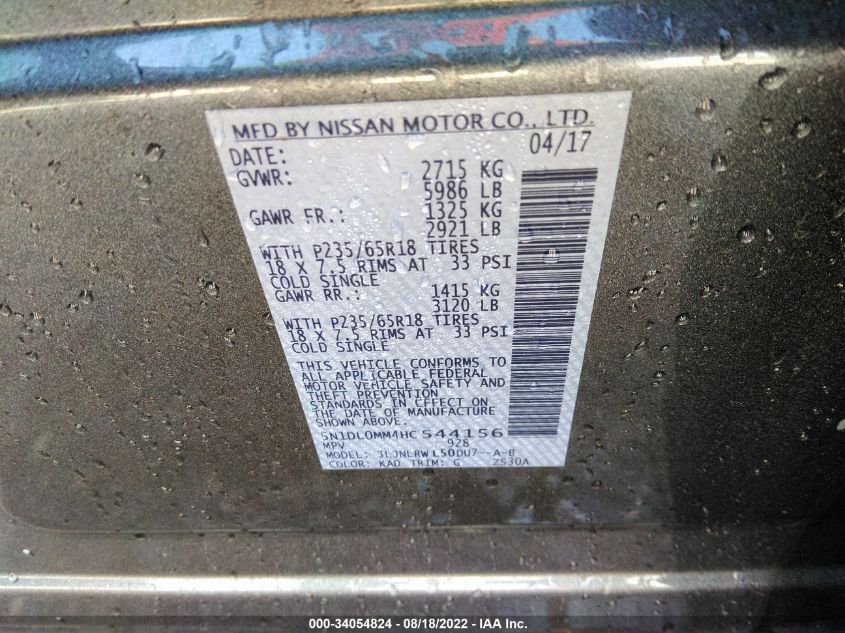 MFD BY NISSAN MOTOR CO., LTD.
DATE: 04/17
GVWR: 2715 KG
5986 LB
GAWR FR.: 1325 KG
2921 LB
WITH P235/65R18 TIRES
18 X 7.5 RIMS AT 33 PSI
COLD SINGLE
GAWR RR.: 1415 KG
3120 LB
WITH P235/65R18 TIRES
18 X 7.5 RIMS AT 33 PSI
COLD SINGLE
THIS VEHICLE CONFORMS TO
ALL APPLICABLE FEDERAL
MOTOR VEHICLE SAFETY AND
THEFT PREVENTION
STANDARDS IN EFFECT ON
THE DATE OF MANUFACTURE
SHOWN ABOVE.
5N1DL0MM4HC544156
MPV 928
MODEL: JLJNLRWL50DU7--A-B
COLOR: KAD TRIM: G ZS30A
000-34054824 - 08/18/2022 - IAA Inc.